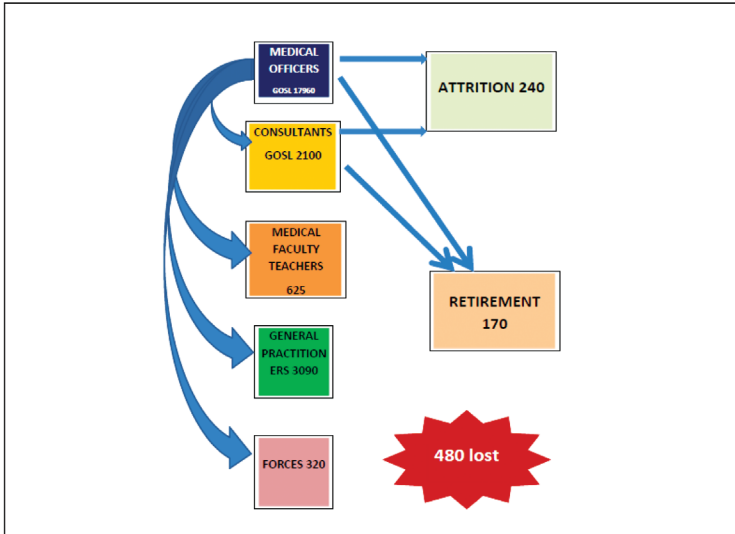 MEDICAL
OFFICERS
GOSL 17960
ATTRITION 240
CONSULTANTS
GOSL 2100
MEDICAL
FACULTY
TEACHERS
625
RETIREMENT
170
GENERAL
PRACTITION
ERS 3090
FORCES 320
480 lost